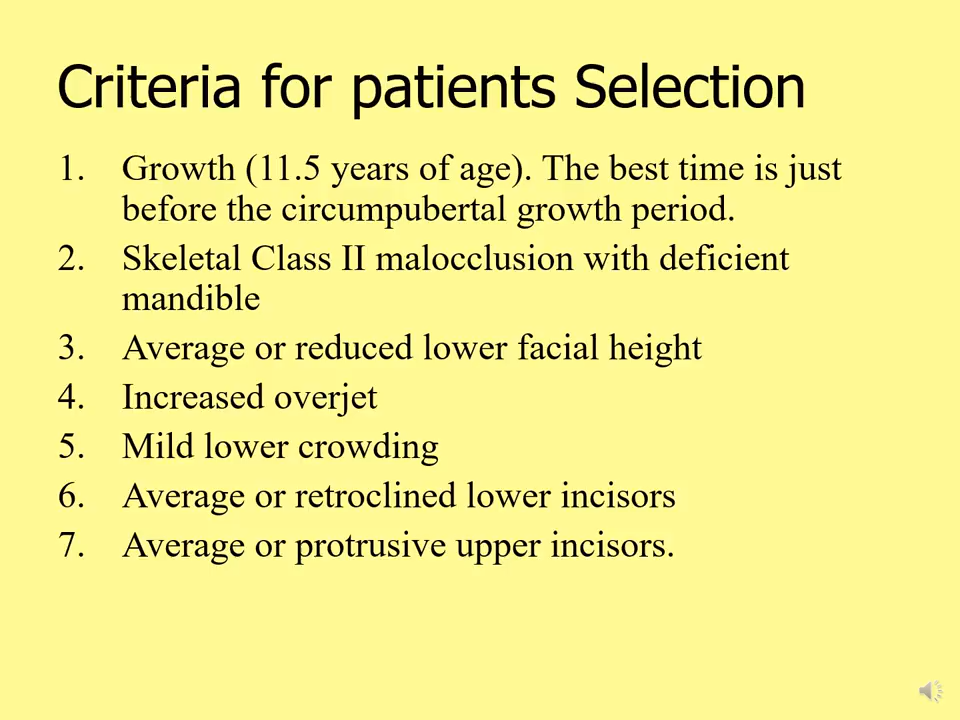 Criteria for patients Selection
1. Growth (11.5 years of age). The best time is just
before the circumpubertal growth period.
2. Skeletal Class II malocclusion with deficient
mandible
3. Average or reduced lower facial height
4. Increased overjet
5. Mild lower crowding
6. Average or retroclined lower incisors
7. Average or protrusive upper incisors.